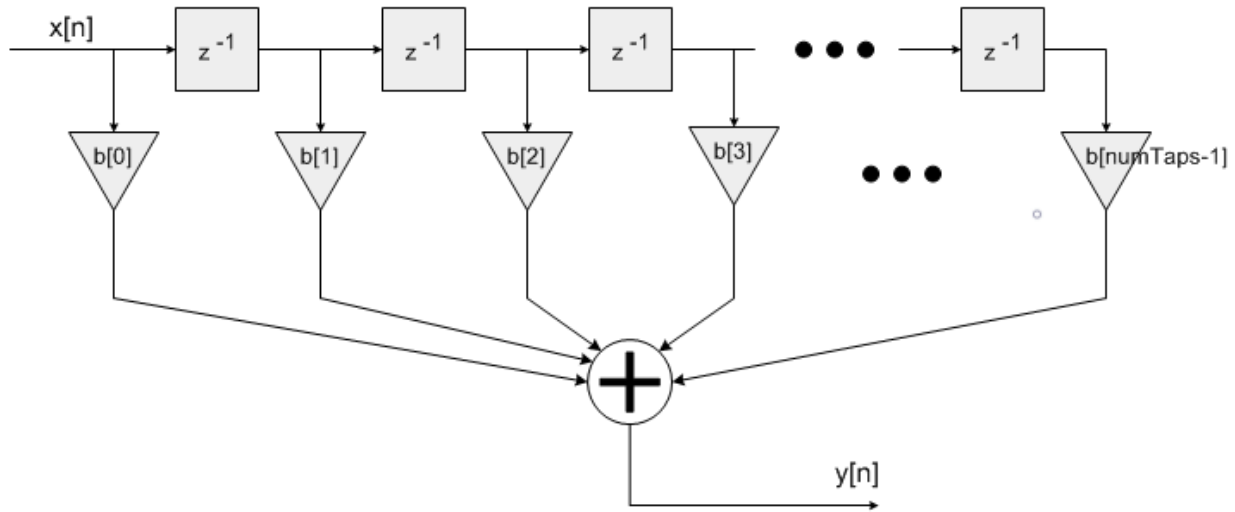 x[n]
z⁻¹
z⁻¹
z⁻¹
z⁻¹
b[0]
b[1]
b[2]
b[3]
b[numTaps-1]
y[n]